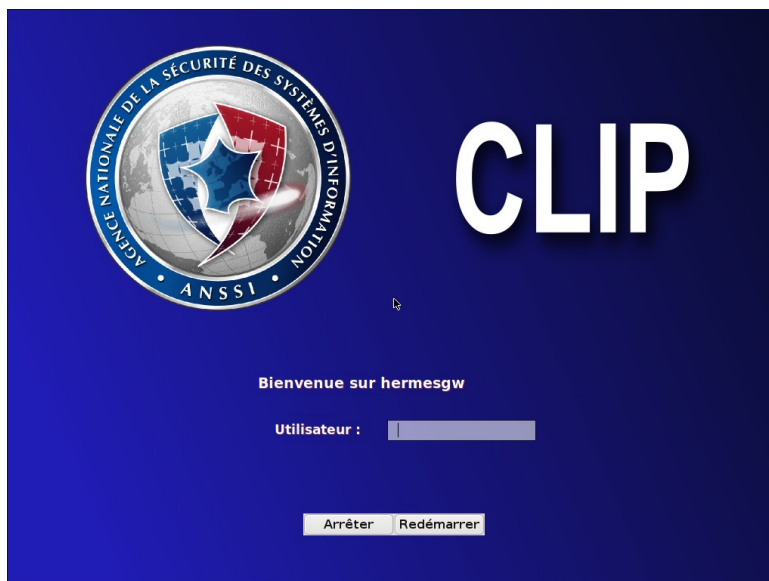 AGENCE NATIONALE DE LA SÉCURITÉ DES SYSTÈMES D'INFORMATION
• ANSSI •
CLIP
Bienvenue sur hermesgw
Utilisateur :
Arrêter
Redémarrer